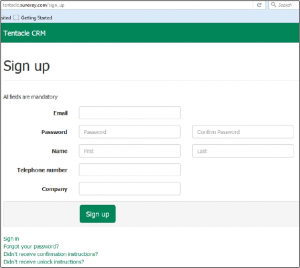 tentacle.sunergy.com/sign_up
Search
Getting Started
Tentacle CRM
Sign up
All fields are mandatory
Email
Password Password Confirm Password
Name First Last
Telephone number
Company
Sign up
Sign in
Forgot your password?
Didn't receive confirmation instructions?
Didn't receive unlock instructions?